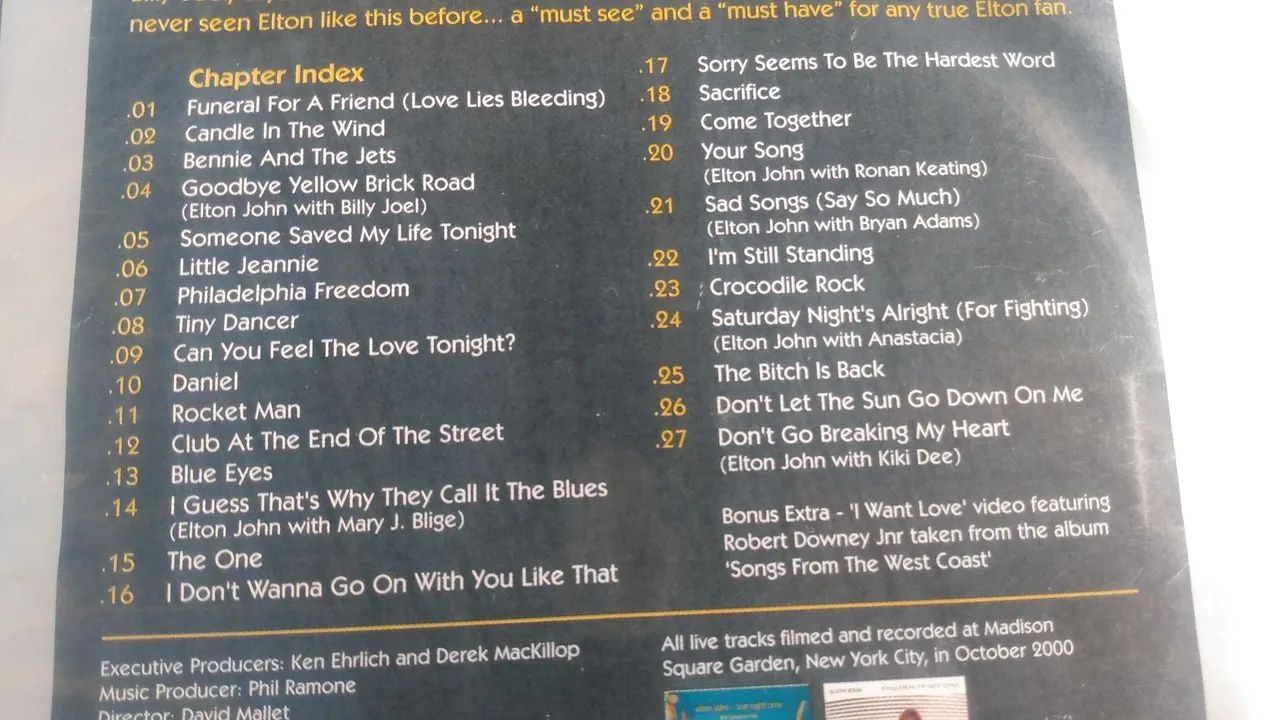 never seen Elton like this before... a "must see" and a "must have" for any true Elton fan.
Chapter Index
.01 Funeral For A Friend (Love Lies Bleeding)
.02 Candle In The Wind
.03 Bennie And The Jets
.04 Goodbye Yellow Brick Road
(Elton John with Billy Joel)
.05 Someone Saved My Life Tonight
.06 Little Jeannie
.07 Philadelphia Freedom
.08 Tiny Dancer
.09 Can You Feel The Love Tonight?
.10 Daniel
.11 Rocket Man
.12 Club At The End Of The Street
.13 Blue Eyes
.14 I Guess That's Why They Call It The Blues
(Elton John with Mary J. Blige)
.15 The One
.16 I Don't Wanna Go On With You Like That
.17 Sorry Seems To Be The Hardest Word
.18 Sacrifice
.19 Come Together
.20 Your Song
(Elton John with Ronan Keating)
.21 Sad Songs (Say So Much)
(Elton John with Bryan Adams)
.22 I'm Still Standing
.23 Crocodile Rock
.24 Saturday Night's Alright (For Fighting)
(Elton John with Anastacia)
.25 The Bitch Is Back
.26 Don't Let The Sun Go Down On Me
.27 Don't Go Breaking My Heart
(Elton John with Kiki Dee)
Bonus Extra - 'I Want Love' video featuring
Robert Downey Jnr taken from the album
'Songs From The West Coast'
Executive Producers: Ken Ehrlich and Derek MacKillop
Music Producer: Phil Ramone
Director: David Mallet
All live tracks filmed and recorded at Madison
Square Garden, New York City, in October 2000